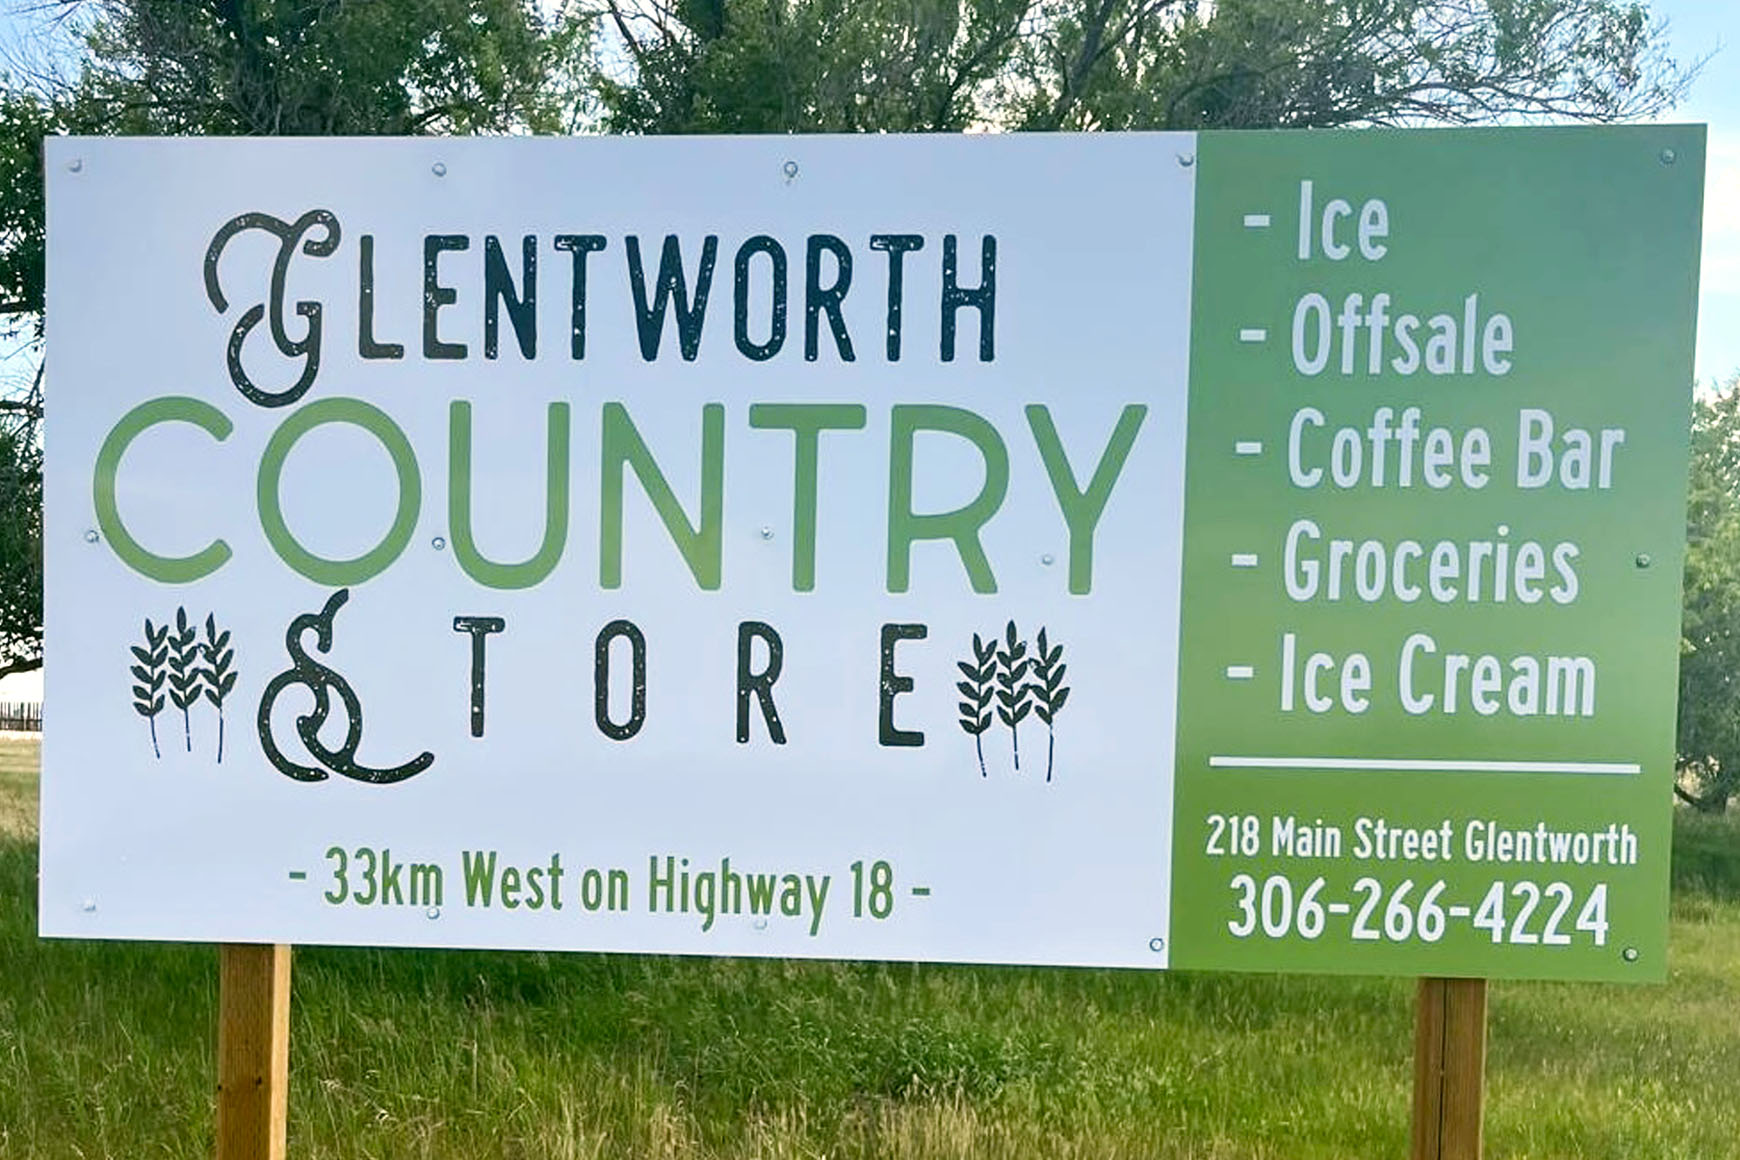 GLENTWORTH
COUNTRY
STORE
- 33km West on Highway 18 -
- Ice
- Offsale
- Coffee Bar
- Groceries
- Ice Cream
218 Main Street Glentworth
306-266-4224